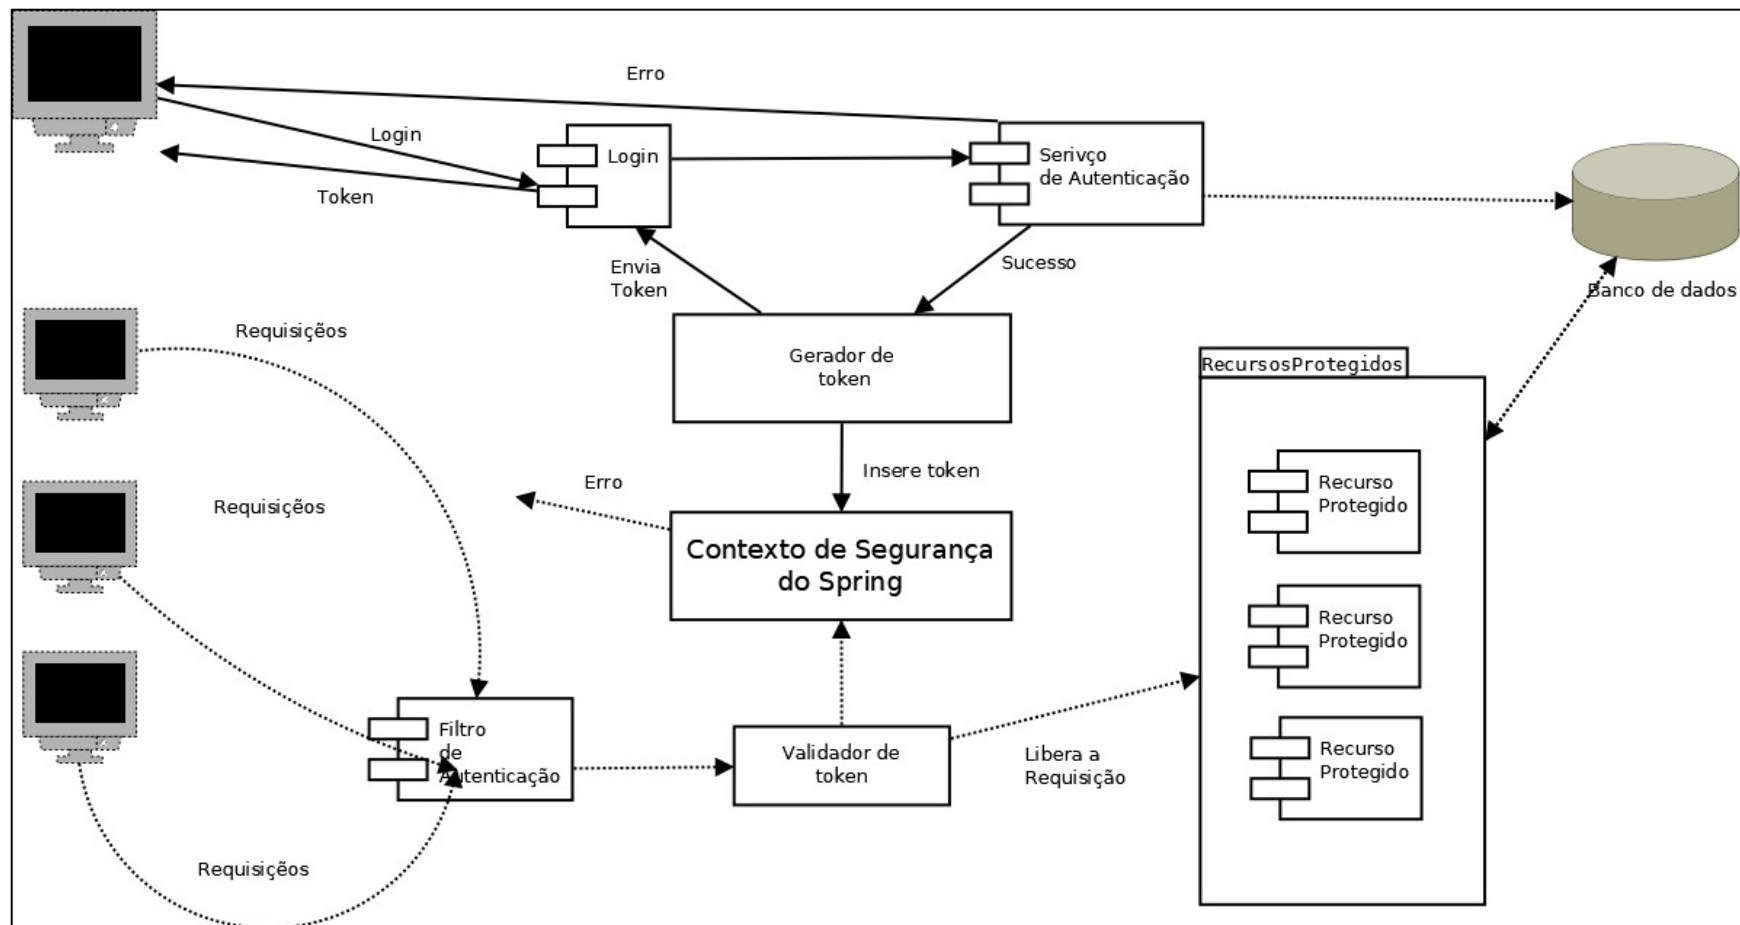 Erro
Login
Login
Serivço
de Autenticação
Token
Envia
Token
Sucesso
Banco de dados
Requisições
Gerador de
token
RecursosProtegidos
Insere token
Erro
Recurso
Protegido
Requisições
Contexto de Segurança
do Spring
Recurso
Protegido
Filtro
de
Autenticação
Validador de
token
Libera a
Requisição
Recurso
Protegido
Requisições